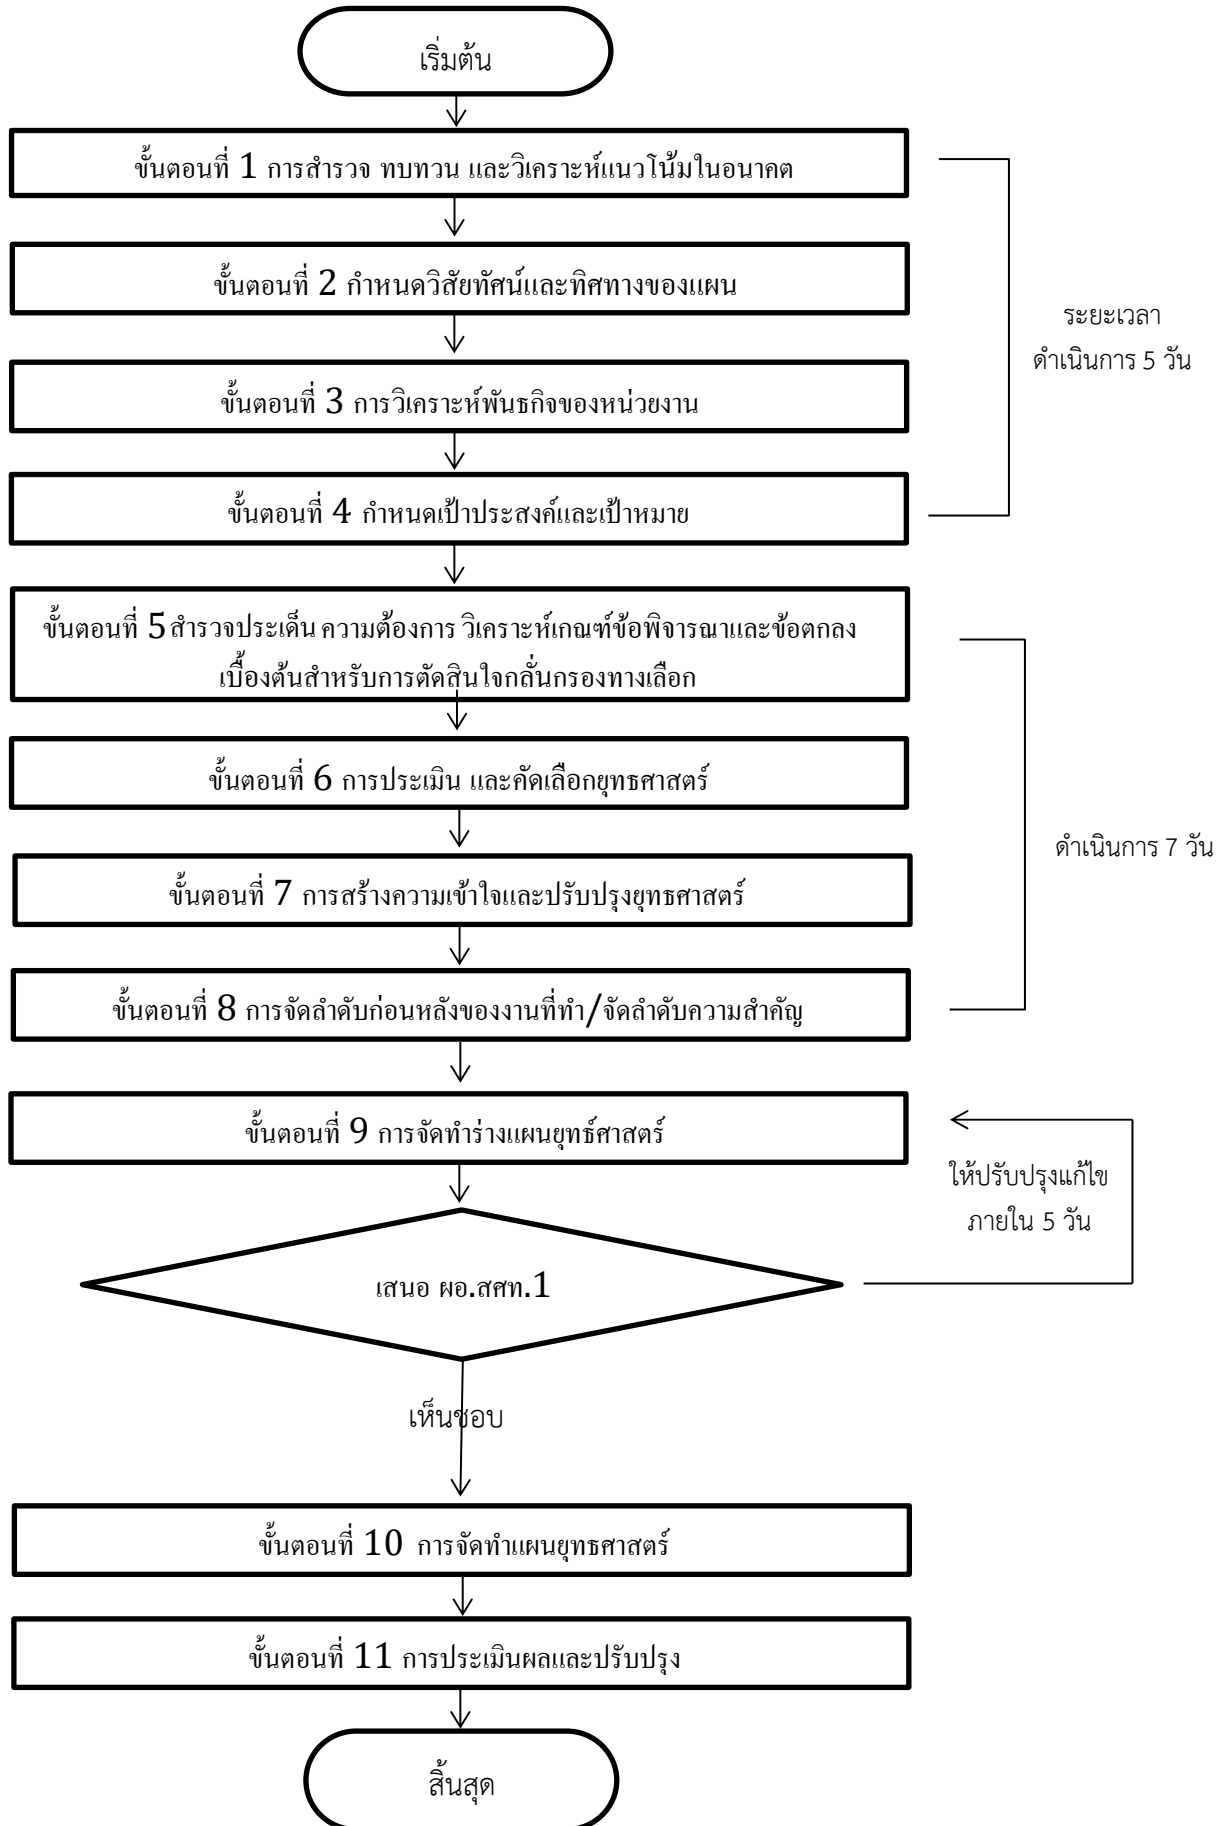 เริ่มต้น
ขั้นตอนที่ 1 การสำรวจ ทบทวน และวิเคราะห์แนวโน้มในอนาคต
ขั้นตอนที่ 2 กำหนดวิสัยทัศน์และทิศทางของแผน
ระยะเวลา
ดำเนินการ 5 วัน
ขั้นตอนที่ 3 การวิเคราะห์พันธกิจของหน่วยงาน
ขั้นตอนที่ 4 กำหนดเป้าประสงค์และเป้าหมาย
ขั้นตอนที่ 5 สำรวจประเด็น ความต้องการ วิเคราะห์เกณฑ์ข้อพิจารณาและข้อตกลง
เบื้องต้นสำหรับการตัดสินใจกลั่นกรองทางเลือก
ขั้นตอนที่ 6 การประเมิน และคัดเลือกยุทธศาสตร์
ดำเนินการ 7 วัน
ขั้นตอนที่ 7 การสร้างความเข้าใจและปรับปรุงยุทธศาสตร์
ขั้นตอนที่ 8 การจัดลำดับก่อนหลังของงานที่ทำ/จัดลำดับความสำคัญ
ขั้นตอนที่ 9 การจัดทำร่างแผนยุทธ์ศาสตร์
ให้ปรับปรุงแก้ไข
ภายใน 5 วัน
เสนอ ผอ.สศท.1
เห็นชอบ
ขั้นตอนที่ 10 การจัดทำแผนยุทธศาสตร์
ขั้นตอนที่ 11 การประเมินผลและปรับปรุง
สิ้นสุด